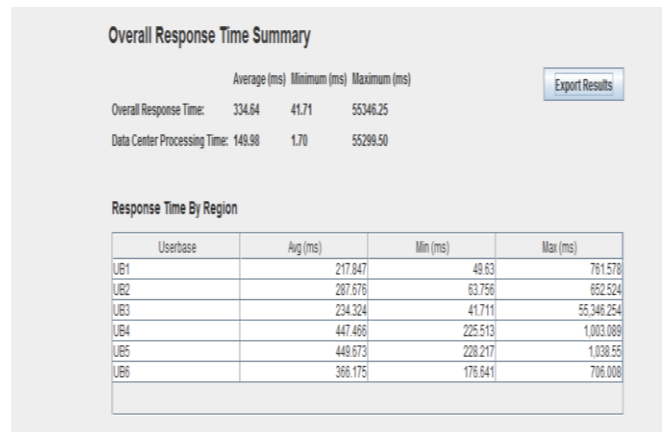 Overall Response Time Summary
Average (ms) Minimum (ms) Maximum (ms)
Export Results
Overall Response Time: 334.64 41.71 55346.25
Data Center Processing Time: 149.98 1.70 55299.50
Response Time By Region
Userbase Avg (ms) Min (ms) Max (ms)
UB1 217.847 49.63 761.578
UB2 287.676 63.756 652.524
UB3 234.324 41.711 55,346.254
UB4 447.466 225.513 1,003.089
UB5 449.673 228.217 1,038.55
UB6 366.175 176.641 706.008